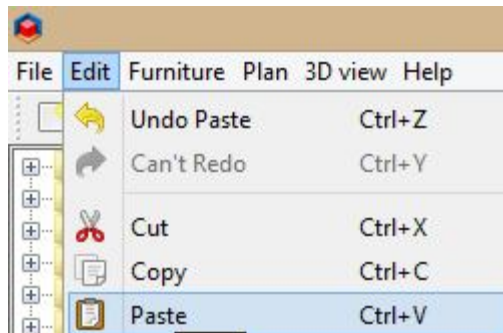 File Edit Furniture Plan 3D view Help
Undo Paste Ctrl+Z
Can't Redo Ctrl+Y
Cut Ctrl+X
Copy Ctrl+C
Paste Ctrl+V